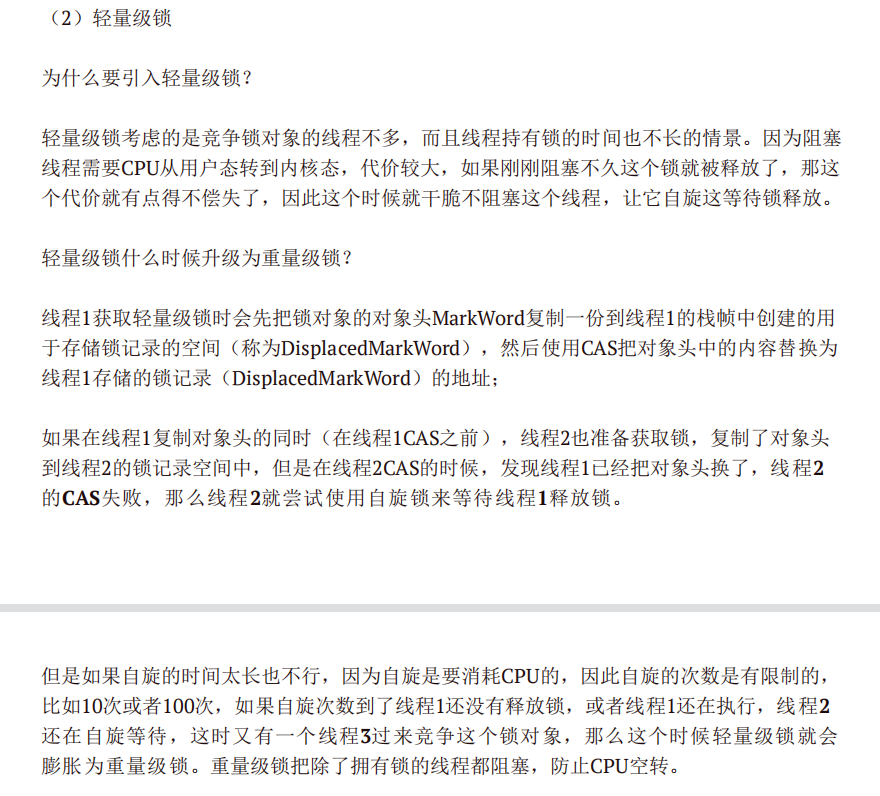 （2）轻量级锁
为什么要引入轻量级锁？
轻量级锁考虑的是竞争锁对象的线程不多，而且线程持有锁的时间也不长的情景。因为阻塞
线程需要CPU从用户态转到内核态，代价较大，如果刚刚阻塞不久这个锁就被释放了，那这
个代价就有点得不偿失了，因此这个时候就干脆不阻塞这个线程，让它自旋这等待锁释放。
轻量级锁什么时候升级为重量级锁？
线程1获取轻量级锁时会先把锁对象的对象头MarkWord复制一份到线程1的栈帧中创建的用
于存储锁记录的空间（称为DisplacedMarkWord），然后使用CAS把对象头中的内容替换为
线程1存储的锁记录（DisplacedMarkWord）的地址；
如果在线程1复制对象头的同时（在线程1CAS之前），线程2也准备获取锁，复制了对象头
到线程2的锁记录空间中，但是在线程2CAS的时候，发现线程1已经把对象头换了，线程2
的CAS失败，那么线程2就尝试使用自旋锁来等待线程1释放锁。
但是如果自旋的时间太长也不行，因为自旋是要消耗CPU的，因此自旋的次数是有限制的，
比如10次或者100次，如果自旋次数到了线程1还没有释放锁，或者线程1还在执行，线程2
还在自旋等待，这时又有一个线程3过来竞争这个锁对象，那么这个时候轻量级锁就会
膨胀为重量级锁。重量级锁把除了拥有锁的线程都阻塞，防止CPU空转。